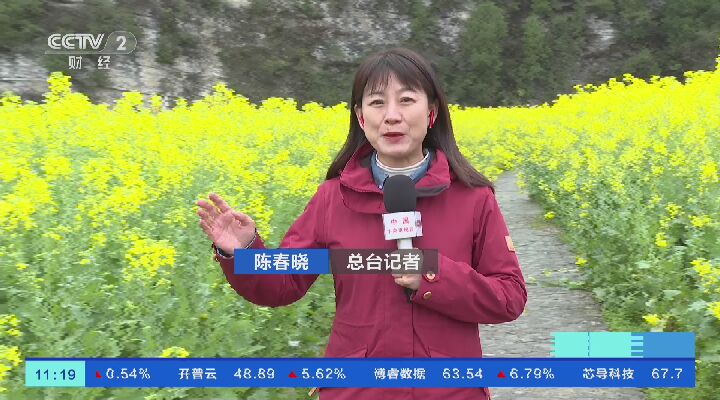 CCTV 2
财经
中国
陈春晓 总台记者
11:19 ▲0.54% 开普云 48.89 ▲5.62% 博睿数据 63.54 ▲6.79% 芯导科技 67.7